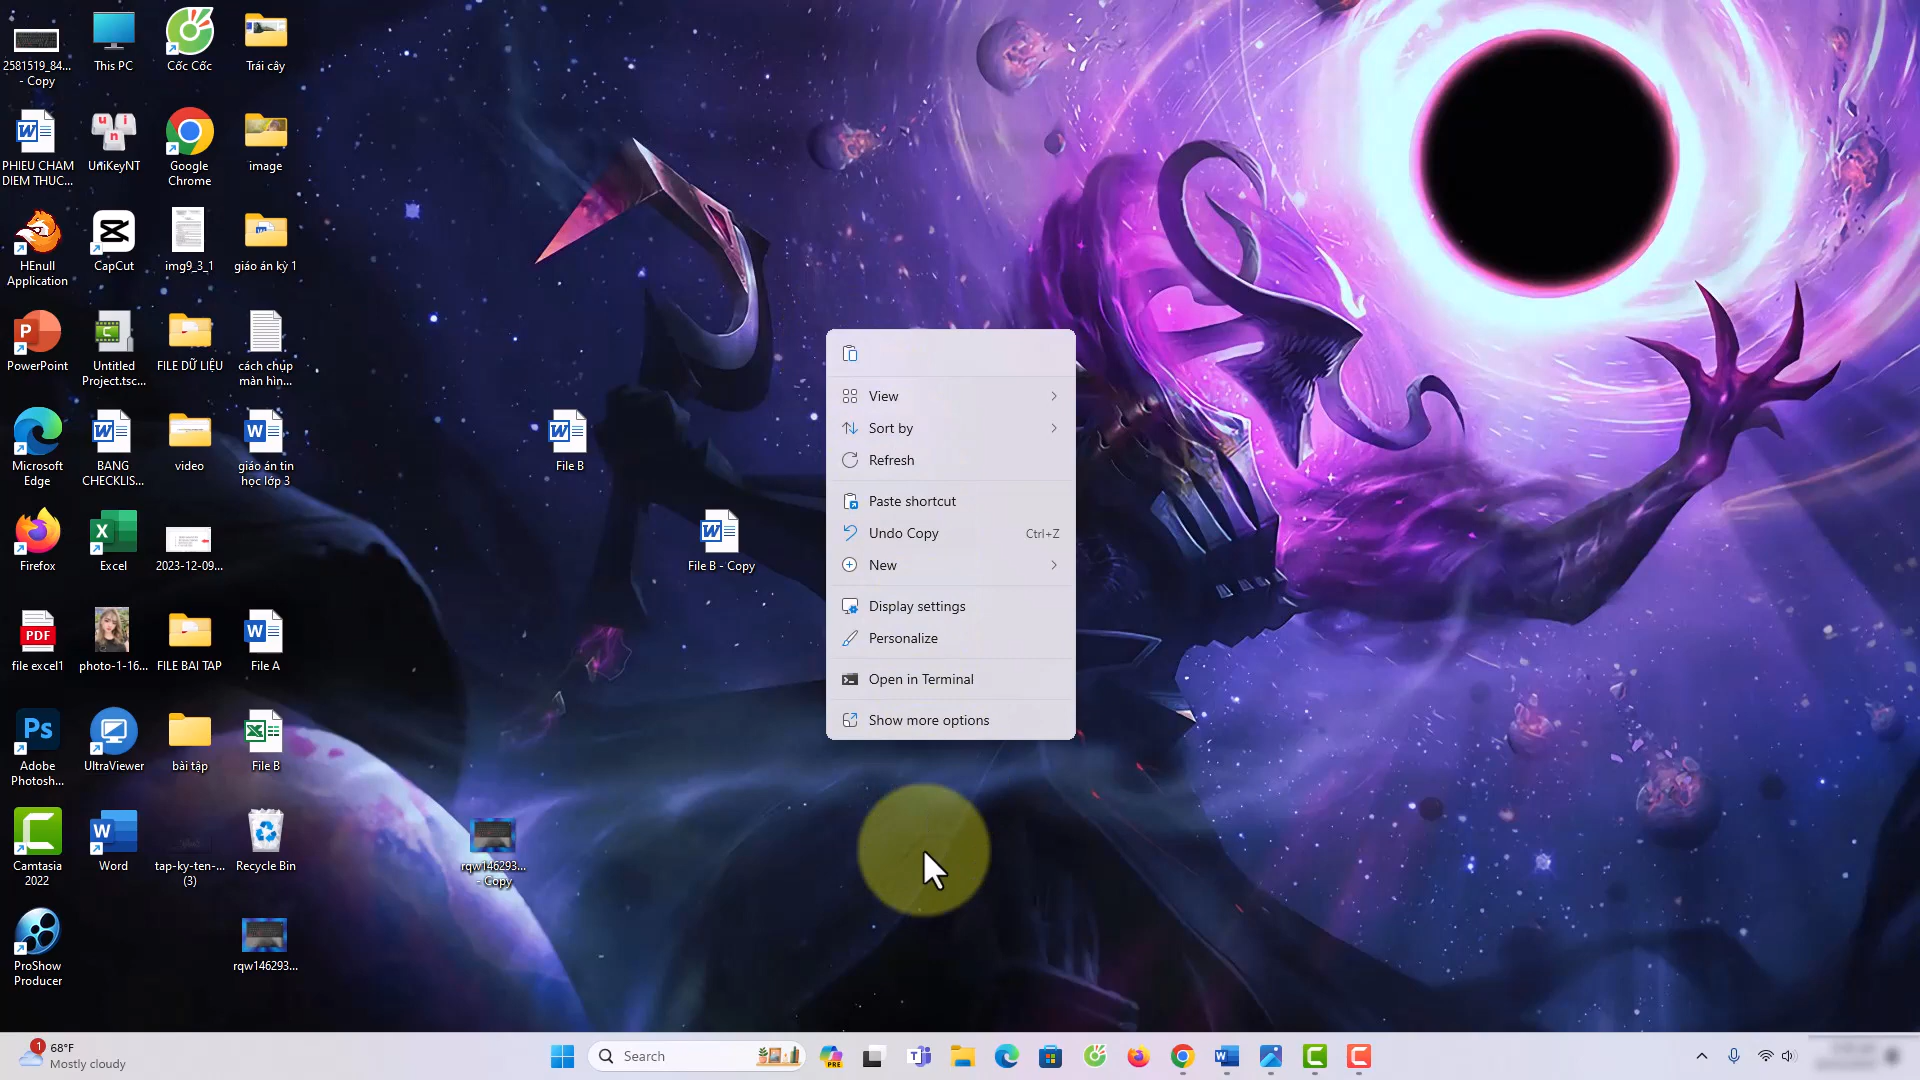 2581519_84...
- Copy
This PC
Cốc Cốc
Trái cây
PHIEU CHAM
DIEM THUC...
UniKeyNT
Google
Chrome
image
HEnull
Application
CapCut
img9_3_1
giáo án kỳ 1
PowerPoint
Untitled
Project.tsc...
FILE DỮ LIỆU
cách chụp
màn hìn...
Microsoft
Edge
BANG
CHECKLIS...
video
giáo án tin
học lớp 3
Firefox
Excel
2023-12-09...
file excel1
photo-1-16...
FILE BAI TAP
File A
Adobe
Photosh...
UltraViewer
bài tập
File B
Camtasia
2022
Word
tap-ky-ten-...
(3)
Recycle Bin
ProShow
Producer
rqw146293...
rqw146293...
- Copy
File B
File B - Copy
View
Sort by
Refresh
Paste shortcut
Undo Copy Ctrl+Z
New
Display settings
Personalize
Open in Terminal
Show more options
1
68°F
Mostly cloudy
Search
PRE